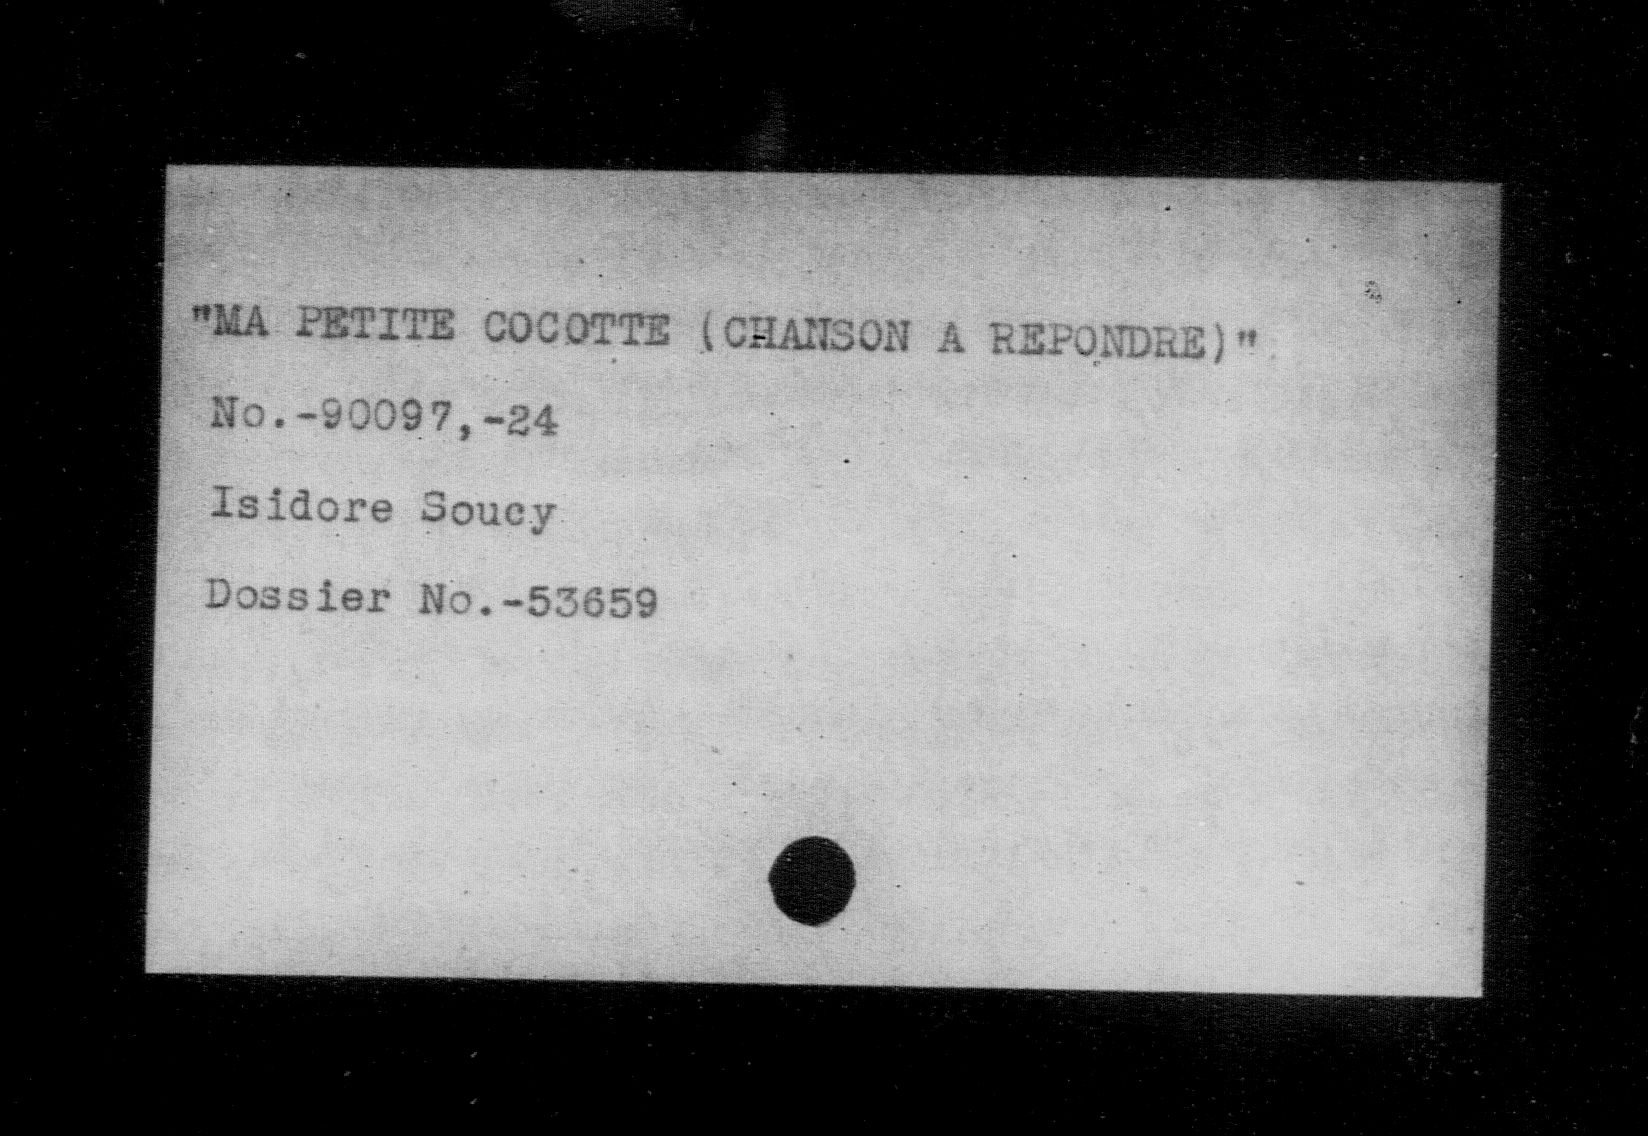 "MA PETITE COCOTTE (CHANSON A REPONDRE)"
No.-90097,-24
Isidore Soucy
Dossier No.-53659